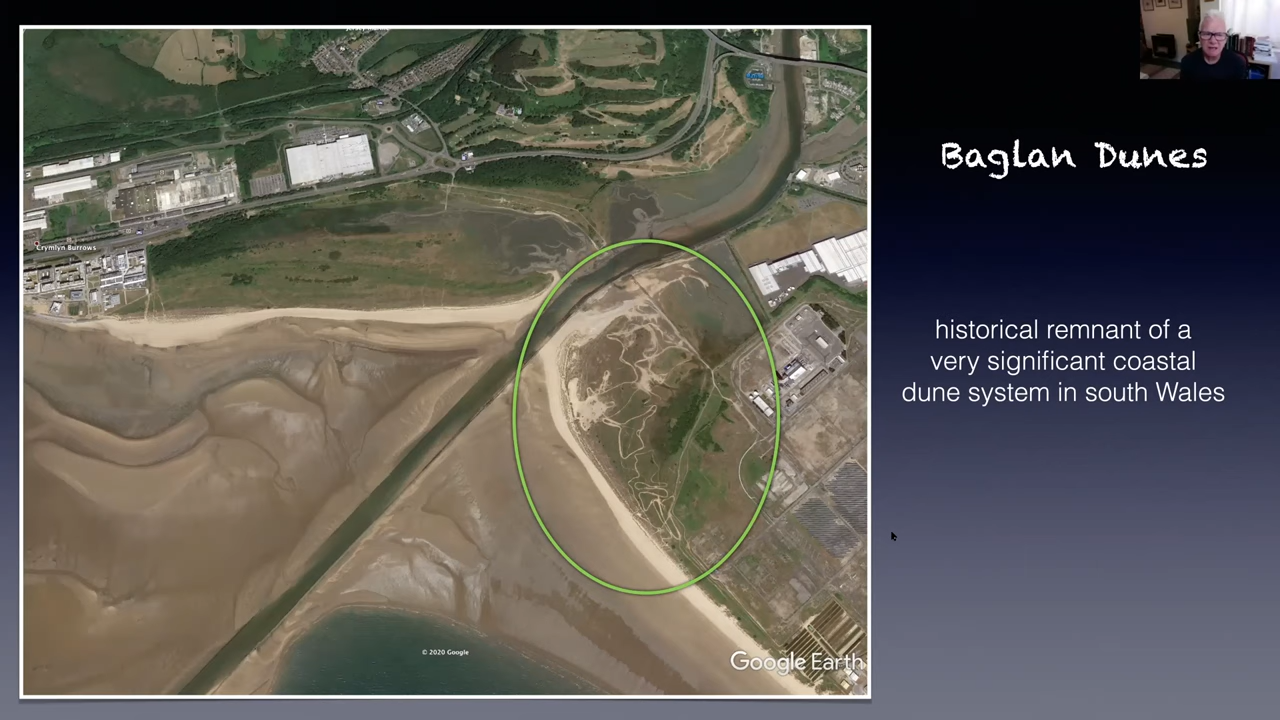 Baglan Dunes
historical remnant of a
very significant coastal
dune system in south Wales
Crymlyn Burrows
© 2020 Google
Google Earth